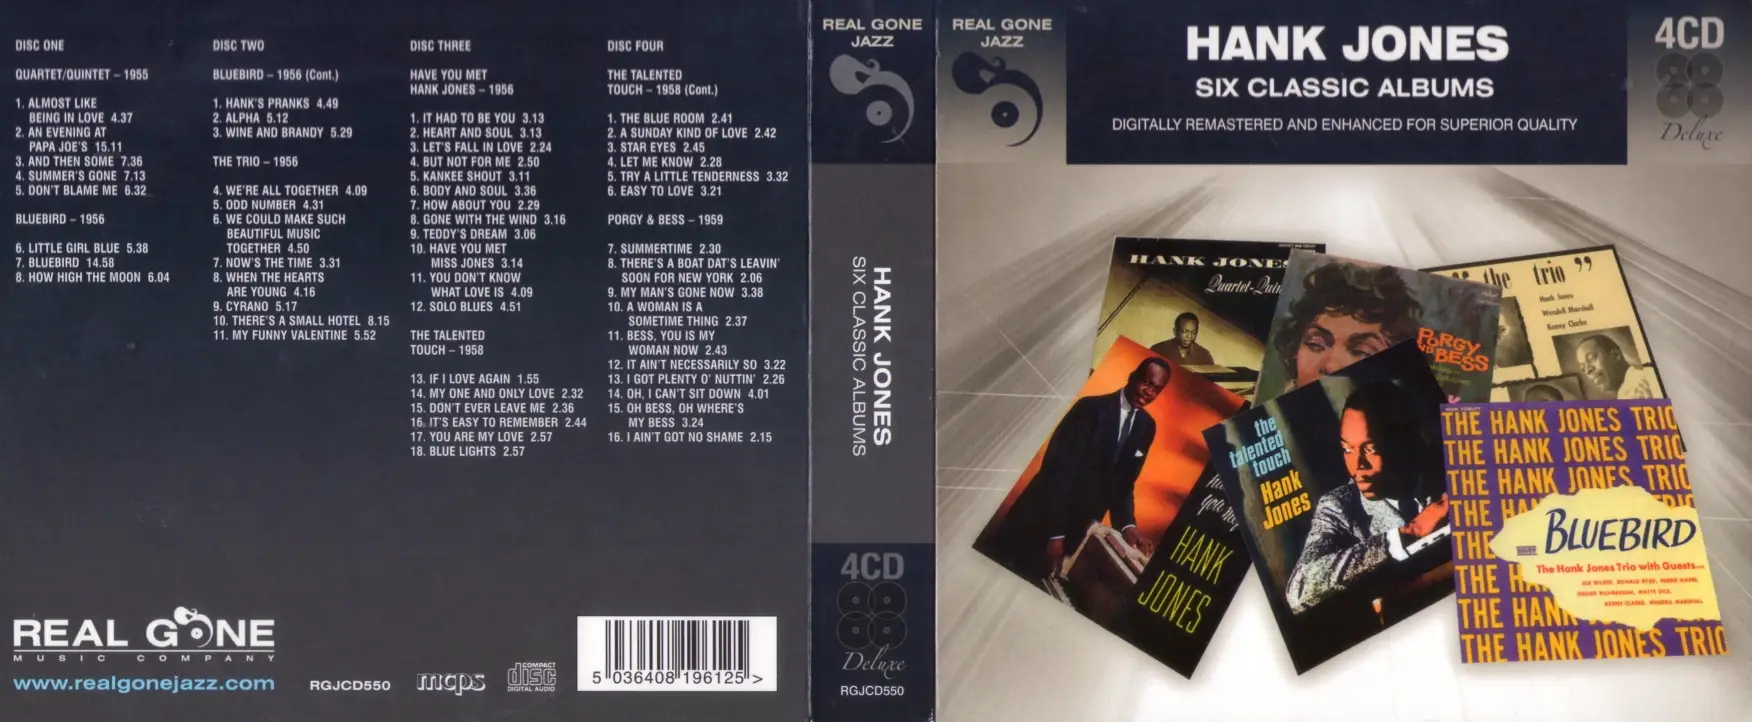 DISC ONE
QUARTET/QUINTET – 1955
1. ALMOST LIKE
BEING IN LOVE 4.37
2. AN EVENING AT
PAPA JOE'S 15.11
3. AND THEN SOME 7.36
4. SUMMER'S GONE 7.13
5. DON'T BLAME ME 6.32
BLUEBIRD – 1956
6. LITTLE GIRL BLUE 5.38
7. BLUEBIRD 14.58
8. HOW HIGH THE MOON 6.04
DISC TWO
BLUEBIRD – 1956 (Cont.)
1. HANK'S PRANKS 4.49
2. ALPHA 5.12
3. WINE AND BRANDY 5.29
THE TRIO – 1956
4. WE'RE ALL TOGETHER 4.09
5. ODD NUMBER 4.31
6. WE COULD MAKE SUCH
BEAUTIFUL MUSIC
TOGETHER 4.50
7. NOW'S THE TIME 3.31
8. WHEN THE HEARTS
ARE YOUNG 4.16
9. CYRANO 5.17
10. THERE'S A SMALL HOTEL 8.15
11. MY FUNNY VALENTINE 5.52
DISC THREE
HAVE YOU MET
HANK JONES – 1956
1. IT HAD TO BE YOU 3.13
2. HEART AND SOUL 3.13
3. LET'S FALL IN LOVE 2.24
4. BUT NOT FOR ME 2.50
5. KANKEE SHOUT 3.11
6. BODY AND SOUL 3.36
7. HOW ABOUT YOU 2.29
8. GONE WITH THE WIND 3.16
9. TEDDY'S DREAM 3.06
10. HAVE YOU MET
MISS JONES 3.14
11. YOU DON'T KNOW
WHAT LOVE IS 4.09
12. SOLO BLUES 4.51
THE TALENTED
TOUCH – 1958
13. IF I LOVE AGAIN 1.55
14. MY ONE AND ONLY LOVE 2.32
15. DON'T EVER LEAVE ME 2.36
16. IT'S EASY TO REMEMBER 2.44
17. YOU ARE MY LOVE 2.57
18. BLUE LIGHTS 2.57
DISC FOUR
THE TALENTED
TOUCH – 1958 (Cont.)
1. THE BLUE ROOM 2.41
2. A SUNDAY KIND OF LOVE 2.42
3. STAR EYES 2.45
4. LET ME KNOW 2.28
5. TRY A LITTLE TENDERNESS 3.32
6. EASY TO LOVE 3.21
PORGY & BESS – 1959
7. SUMMERTIME 2.30
8. THERE'S A BOAT DAT'S LEAVIN'
SOON FOR NEW YORK 2.06
9. MY MAN'S GONE NOW 3.38
10. A WOMAN IS A
SOMETIME THING 2.37
11. BESS, YOU IS MY
WOMAN NOW 2.43
12. IT AIN'T NECESSARILY SO 3.22
13. I GOT PLENTY O' NUTTIN' 2.26
14. OH, I CAN'T SIT DOWN 4.01
15. OH BESS, OH WHERE'S
MY BESS 3.24
16. I AIN'T GOT NO SHAME 2.15
REAL GONE
MUSIC COMPANY
www.realgonejazz.com
RGJCD550
mcps
COMPACT
disc
DIGITAL AUDIO
5 036408 196125 >
REAL GONE
JAZZ
HANK JONES
SIX CLASSIC ALBUMS
4CD
Deluxe
RGJCD550
REAL GONE
JAZZ
HANK JONES
SIX CLASSIC ALBUMS
DIGITALLY REMASTERED AND ENHANCED FOR SUPERIOR QUALITY
4CD
Deluxe
HANK JONES
Quartet-Quin
PORGY
AND BESS
"the trio"
Hank Jones
Wendell Marshall
Kenny Clarke
HANK
JONES
the
talented
touch
Hank
Jones
THE HANK JONES TRIO
THE HANK JONES TRIO
THE HANK JONES TRIO
BLUEBIRD
The Hank Jones Trio with Guests...
JOE WILDER, DONALD BYRD, HERBIE MANN,
JEROME RICHARDSON, MATTY DICE,
KENNY CLARKE, WENDELL MARSHALL
THE HANK JONES TRIO